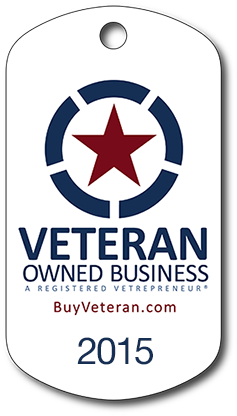 VETERAN
OWNED BUSINESS
A REGISTERED VETREPRENEUR®
BuyVeteran.com
2015